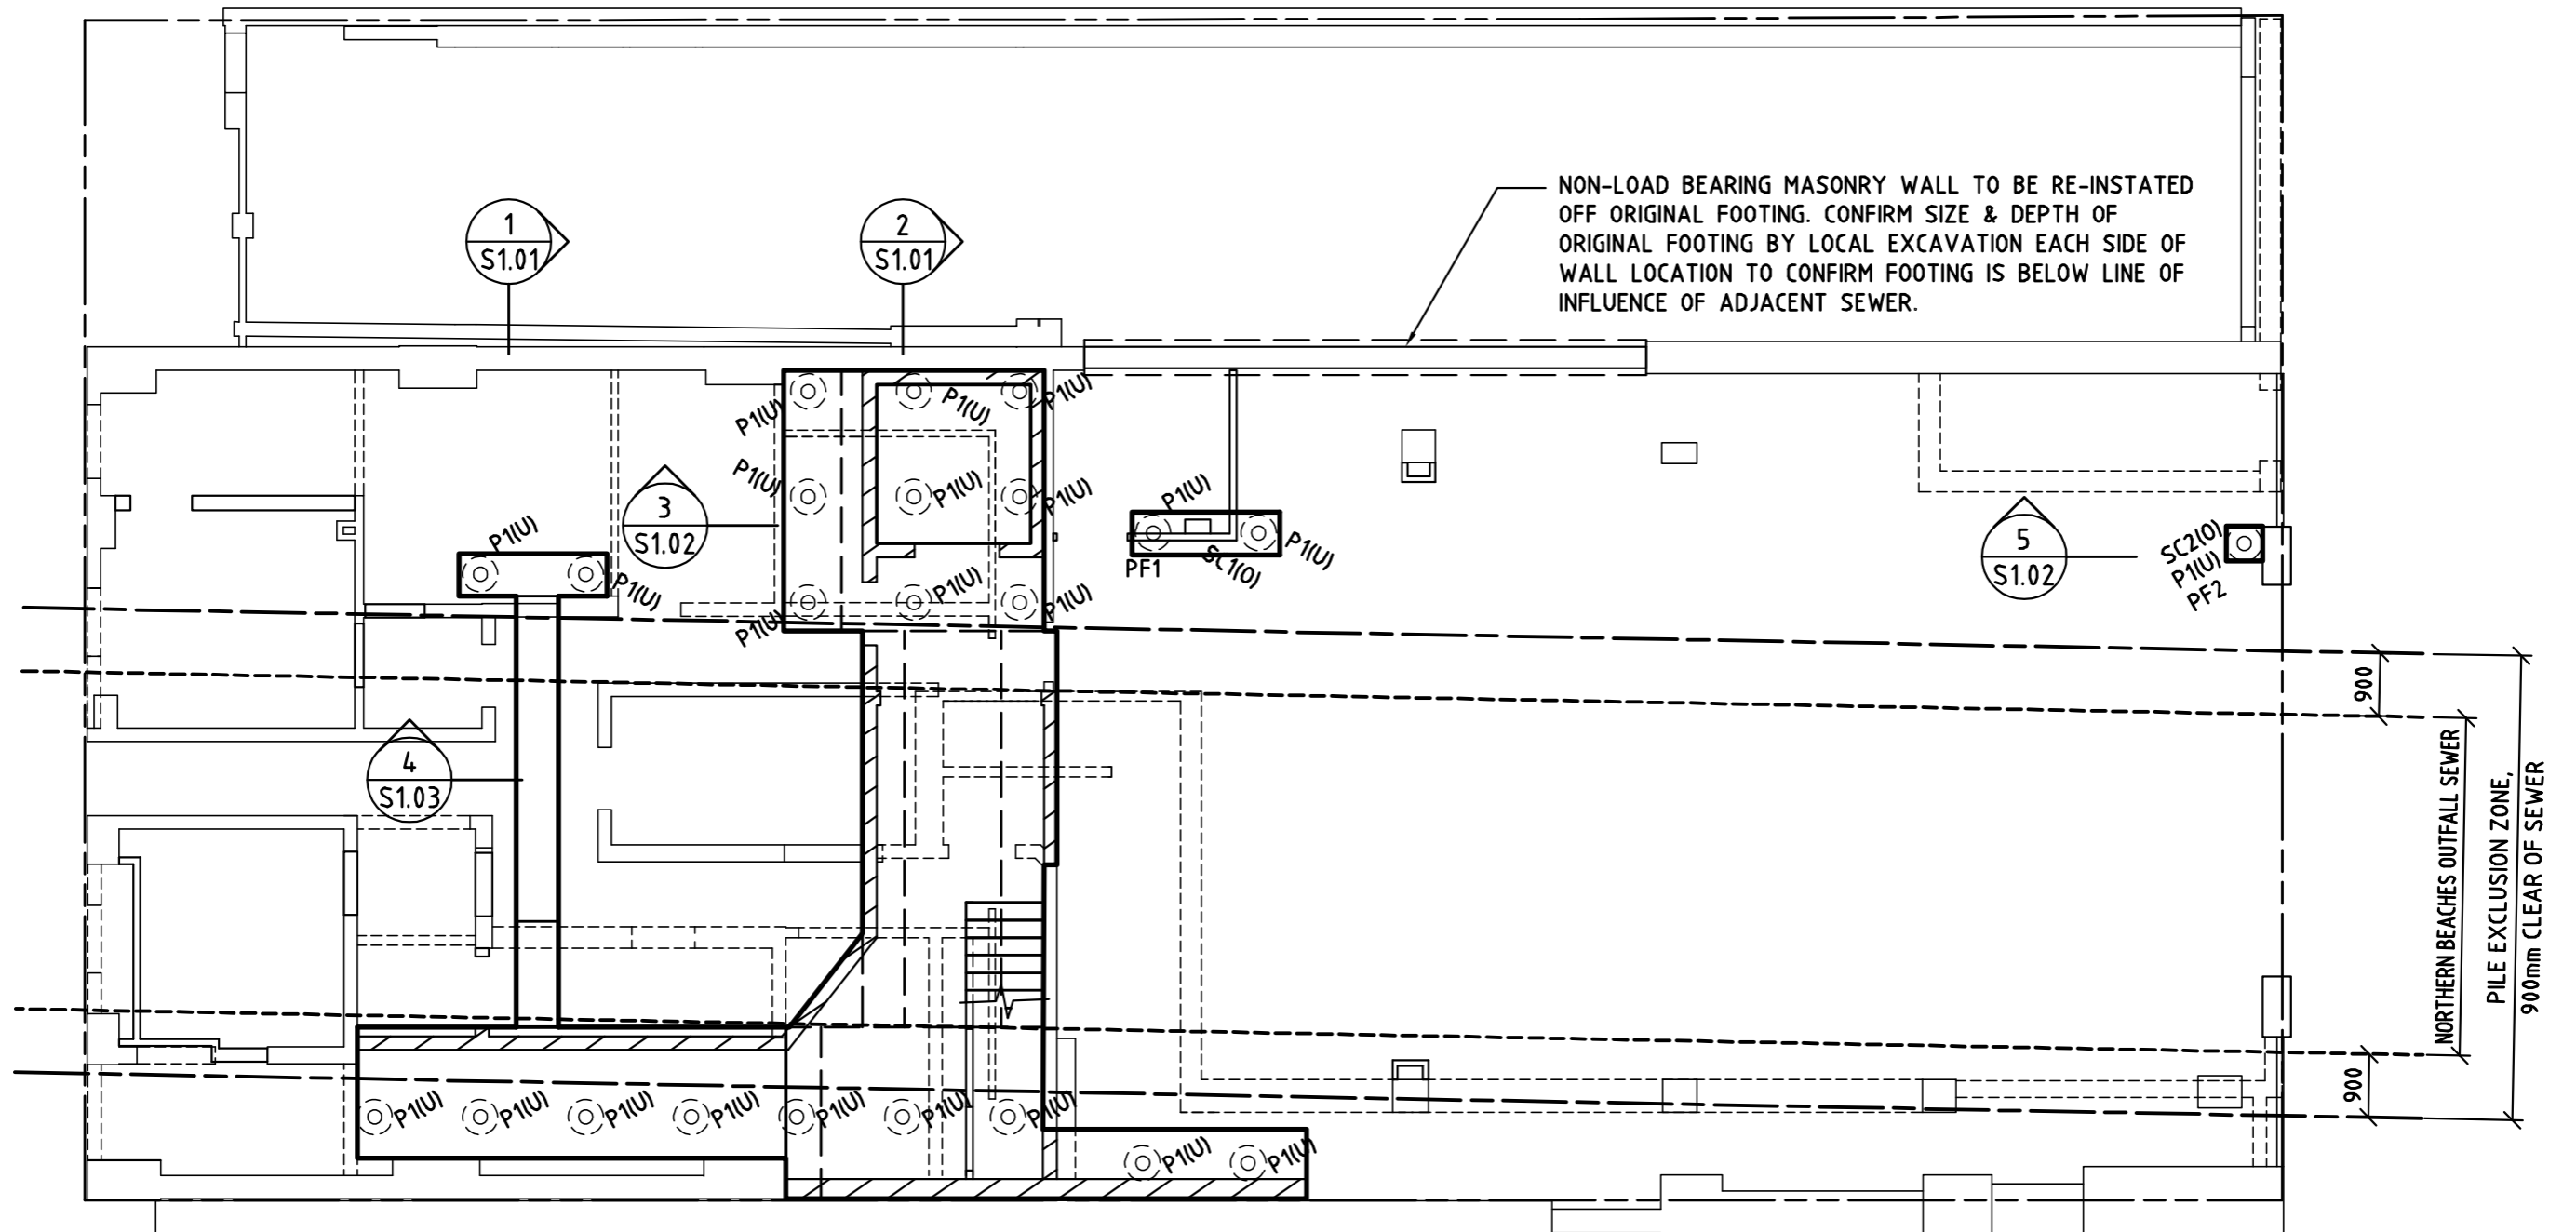 1
S1.01
2
S1.01
NON-LOAD BEARING MASONRY WALL TO BE RE-INSTATED
OFF ORIGINAL FOOTING. CONFIRM SIZE & DEPTH OF
ORIGINAL FOOTING BY LOCAL EXCAVATION EACH SIDE OF
WALL LOCATION TO CONFIRM FOOTING IS BELOW LINE OF
INFLUENCE OF ADJACENT SEWER.
P1(U)
P1(U)
P1(U)
P1(U)
P1(U)
P1(U)
P1(U)
P1(U)
P1(U)
3
S1.02
P1(U)
P1(U)
P1(U)
P1(U)
PF1
SC1(O)
5
S1.02
SC2(O)
P1(U)
PF2
4
S1.03
900
NORTHERN BEACHES OUTFALL SEWER
PILE EXCLUSION ZONE,
900mm CLEAR OF SEWER
900
P1(U)
P1(U)
P1(U)
P1(U)
P1(U)
P1(U)
P1(U)
P1(U)
P1(U)